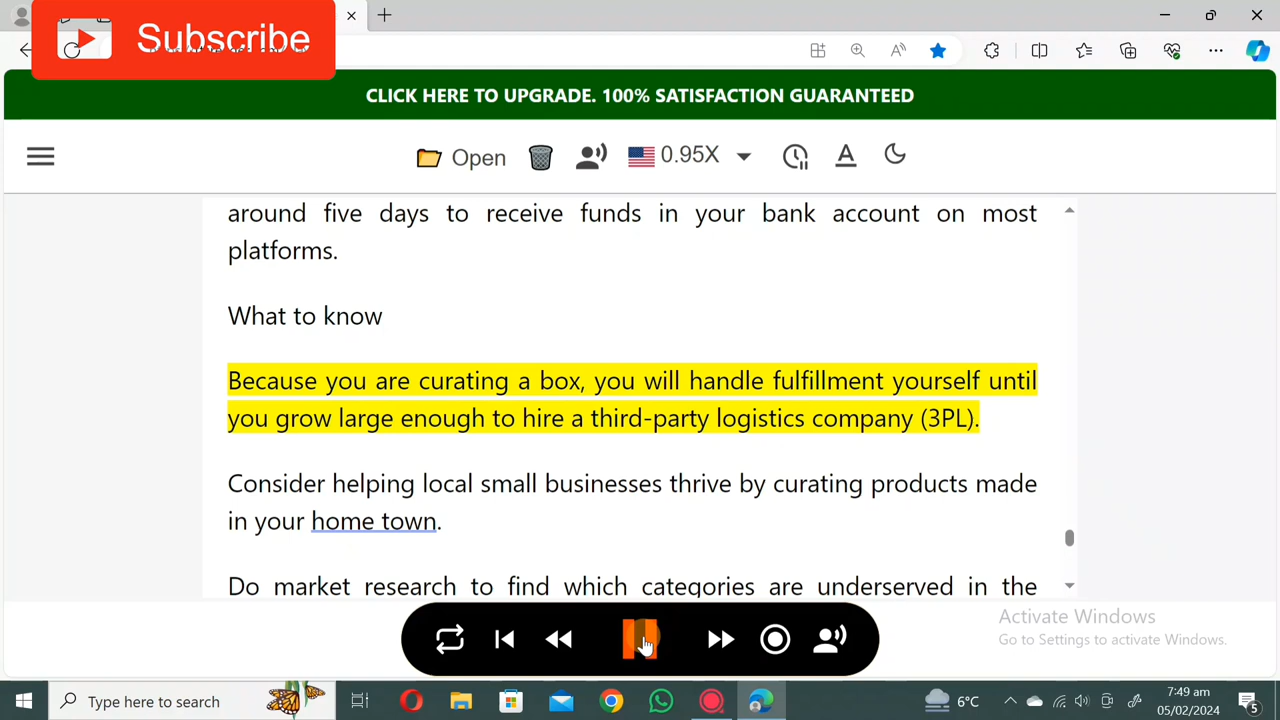 Subscribe
CLICK HERE TO UPGRADE. 100% SATISFACTION GUARANTEED
Open
0.95X
around five days to receive funds in your bank account on most
platforms.
What to know
Because you are curating a box, you will handle fulfillment yourself until
you grow large enough to hire a third-party logistics company (3PL).
Consider helping local small businesses thrive by curating products made
in your home town.
Do market research to find which categories are underserved in the
Activate Windows
Go to Settings to activate Windows.
Type here to search
6°C
7:49 am
05/02/2024
5